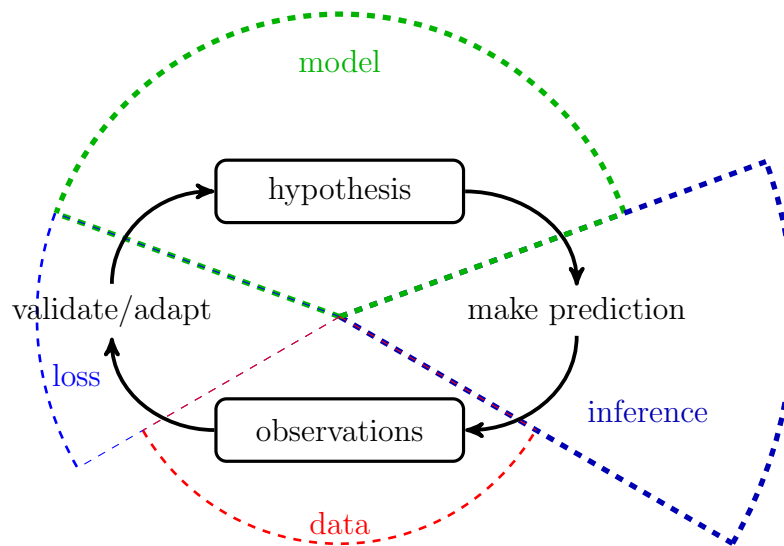 model
hypothesis
validate/adapt
make prediction
loss
inference
observations
data